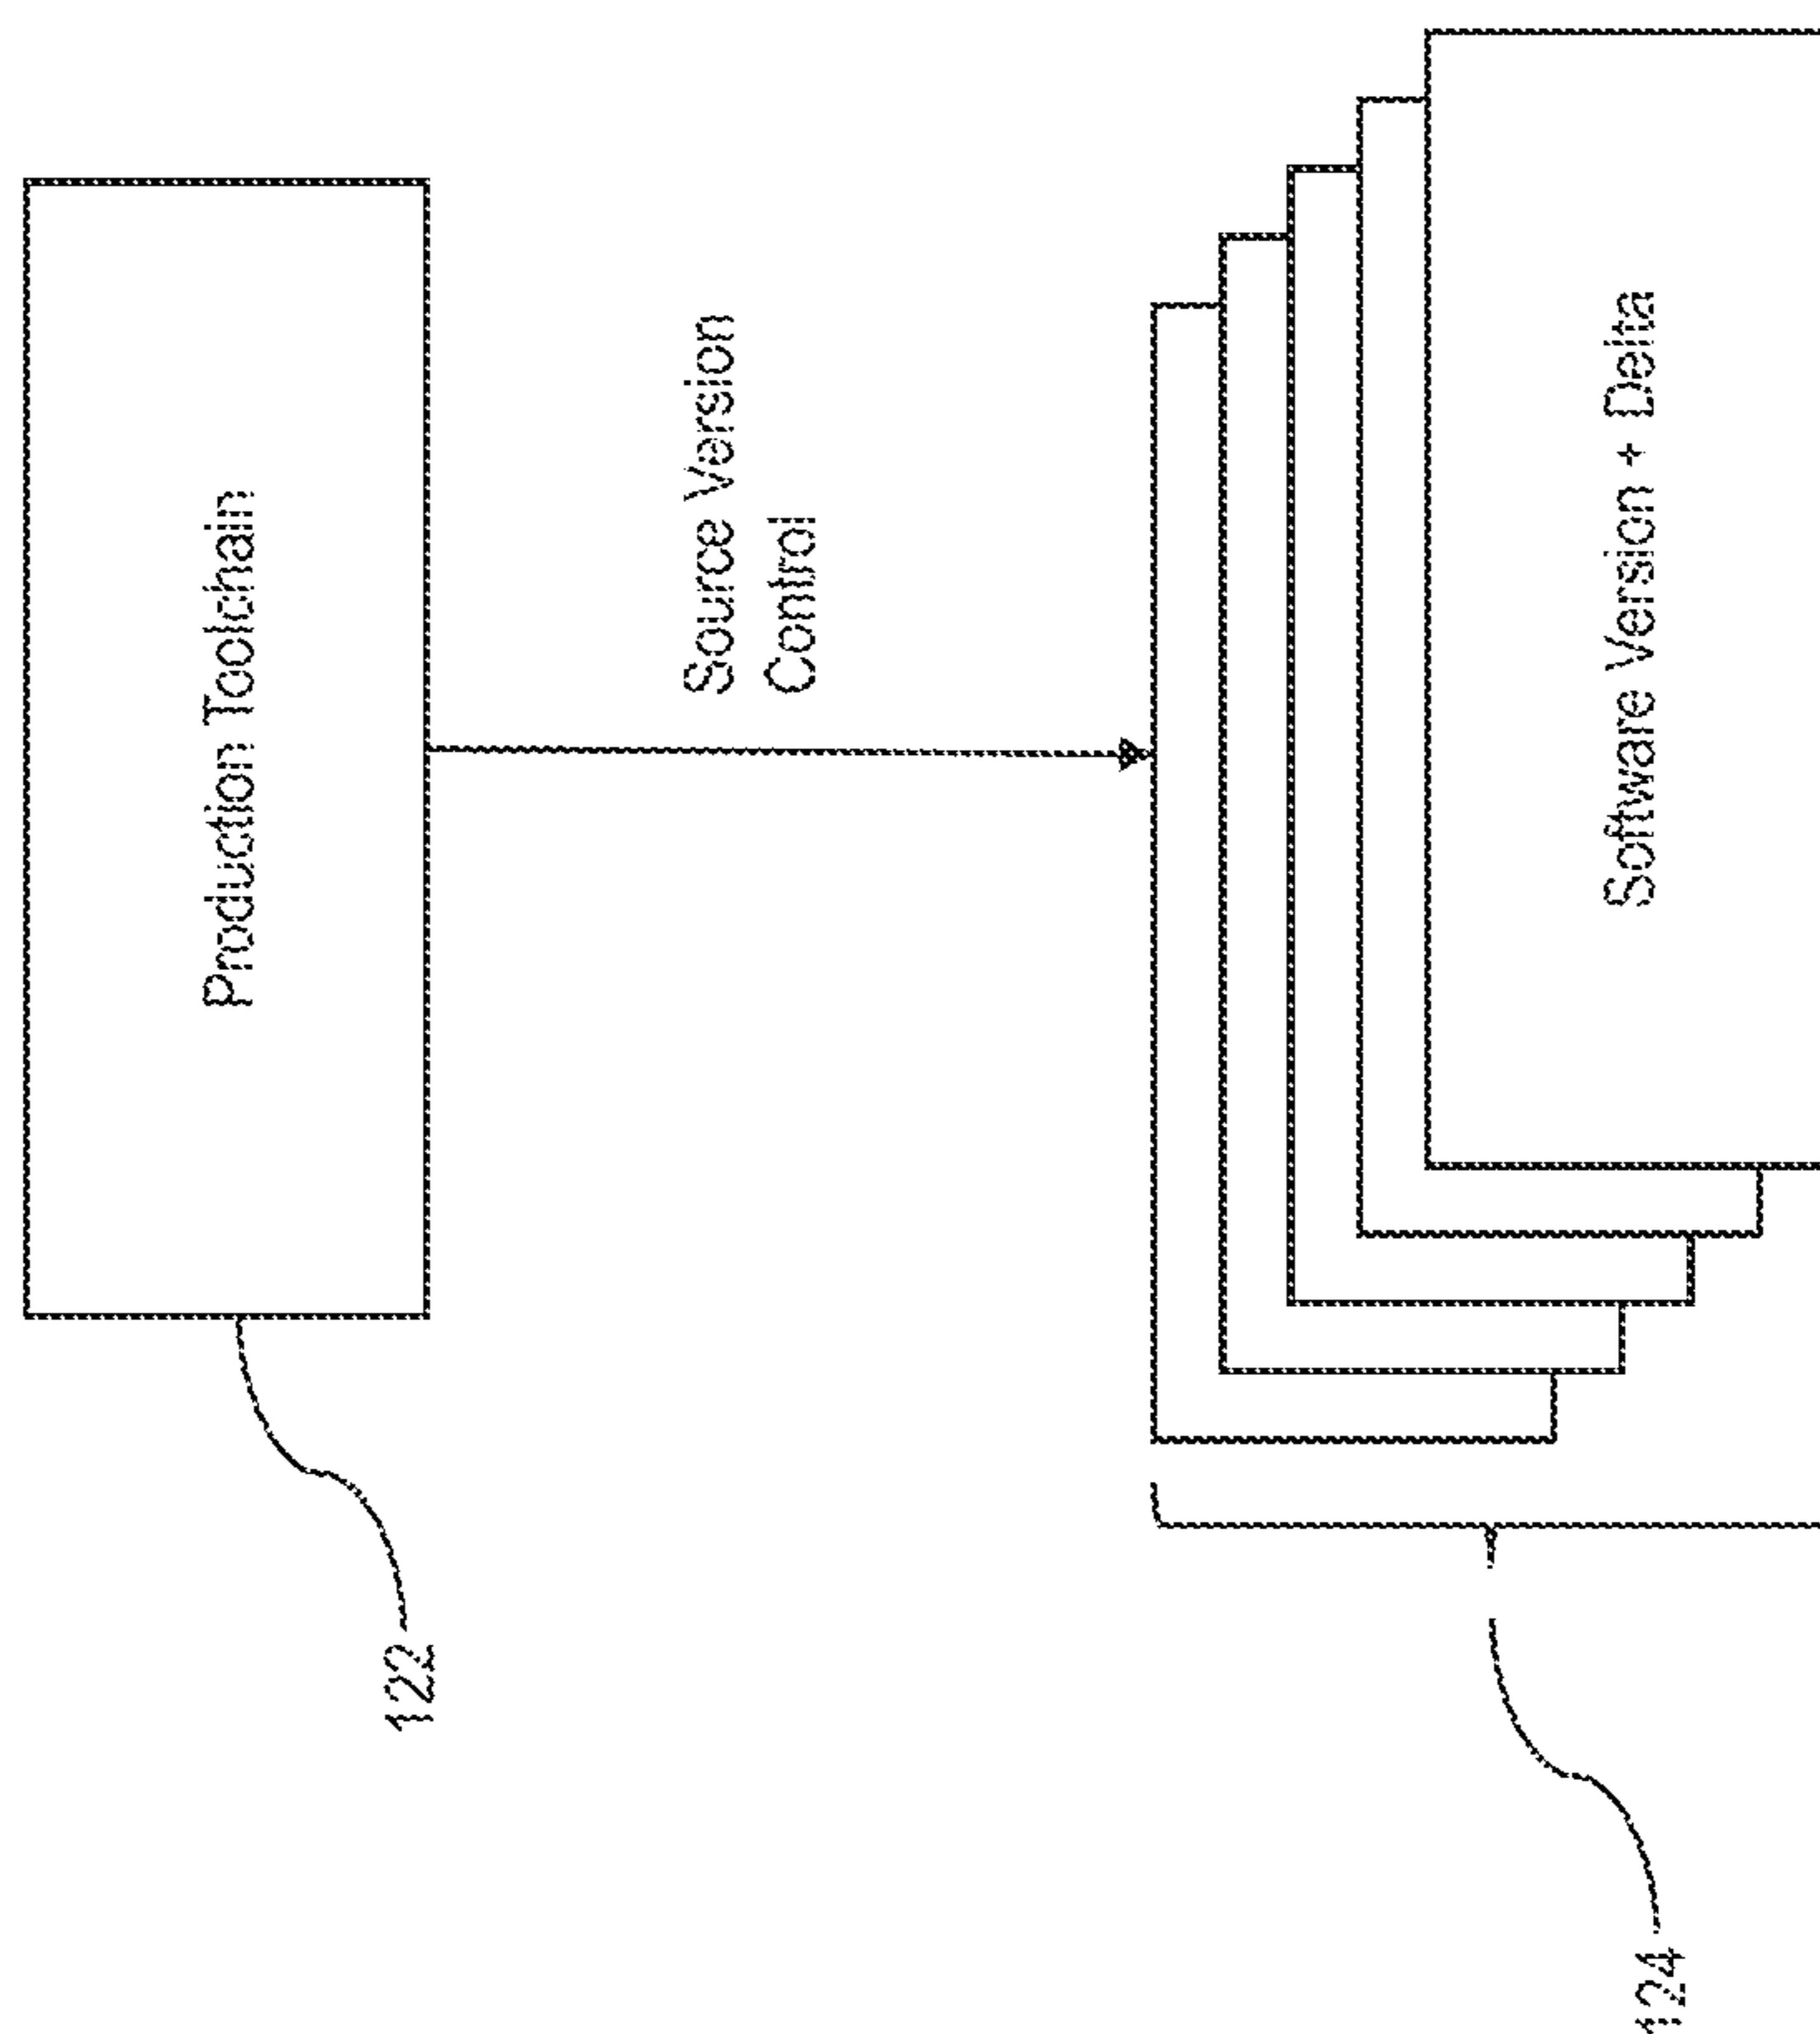 Production Toolchain
122
Source Version
Control
Software Version + Delta
124